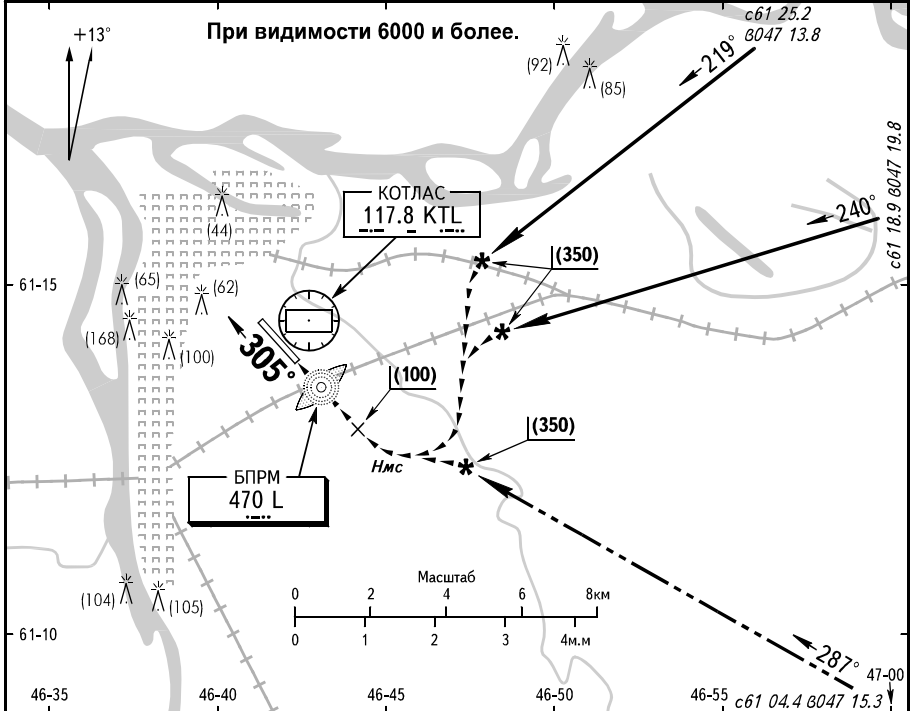 При видимости 6000 и более.
с61 25.2
в047 13.8
+13°
219°
(92)
(85)
с61 18.9 в047 19.8
240°
КОТЛАС
117.8 KTL
(44)
(350)
61-15
(65)
(62)
(168)
(100)
305°
(100)
(350)
Нмс
БПРМ
470 L
Масштаб
0 2 4 6 8км
0 1 2 3 4м.м
(104)
(105)
61-10
287°
47-00
46-35 46-40 46-45 46-50 46-55
с61 04.4 в047 15.3